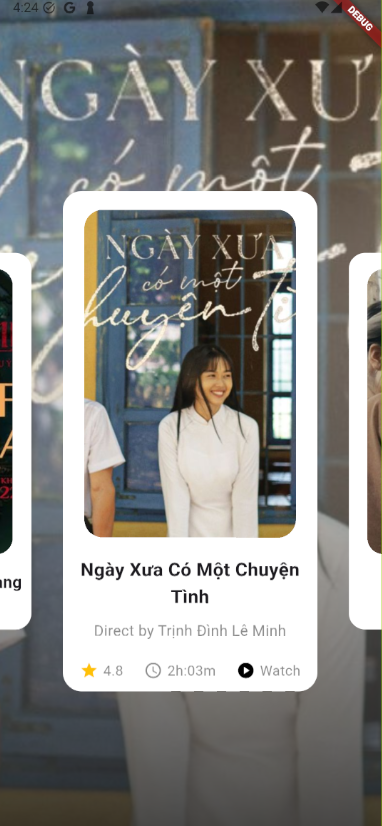 4:24
DEBUG
NGÀY XƯA
có một
NGÀY XƯA
có một
huyện tì
ang
Ngày Xưa Có Một Chuyện
Tình
Direct by Trịnh Đình Lê Minh
4.8
2h:03m
Watch